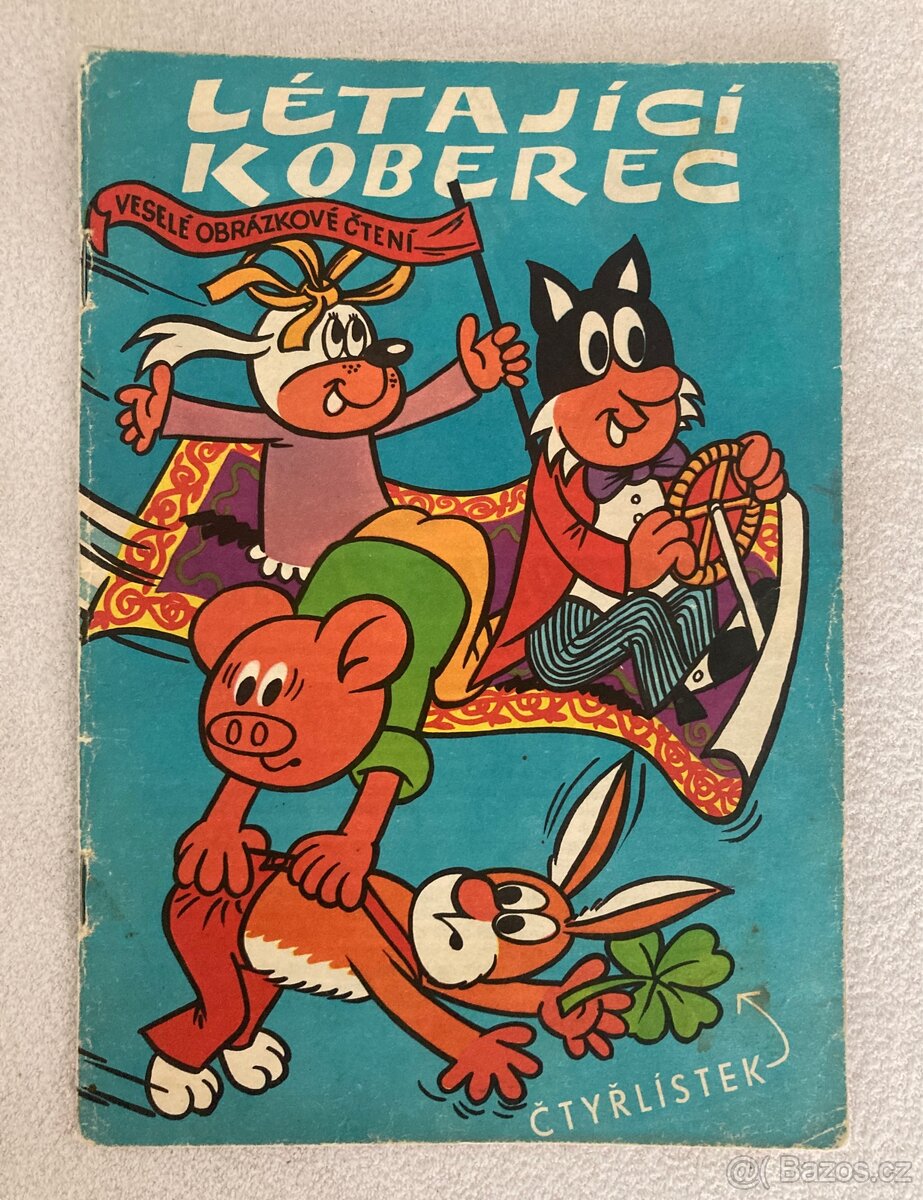 LÉTAJÍCÍ
KOBEREC
VESELÉ OBRÁZKOVÉ ČTENÍ
ČTYŘLÍSTEK
@( Bazos.cz